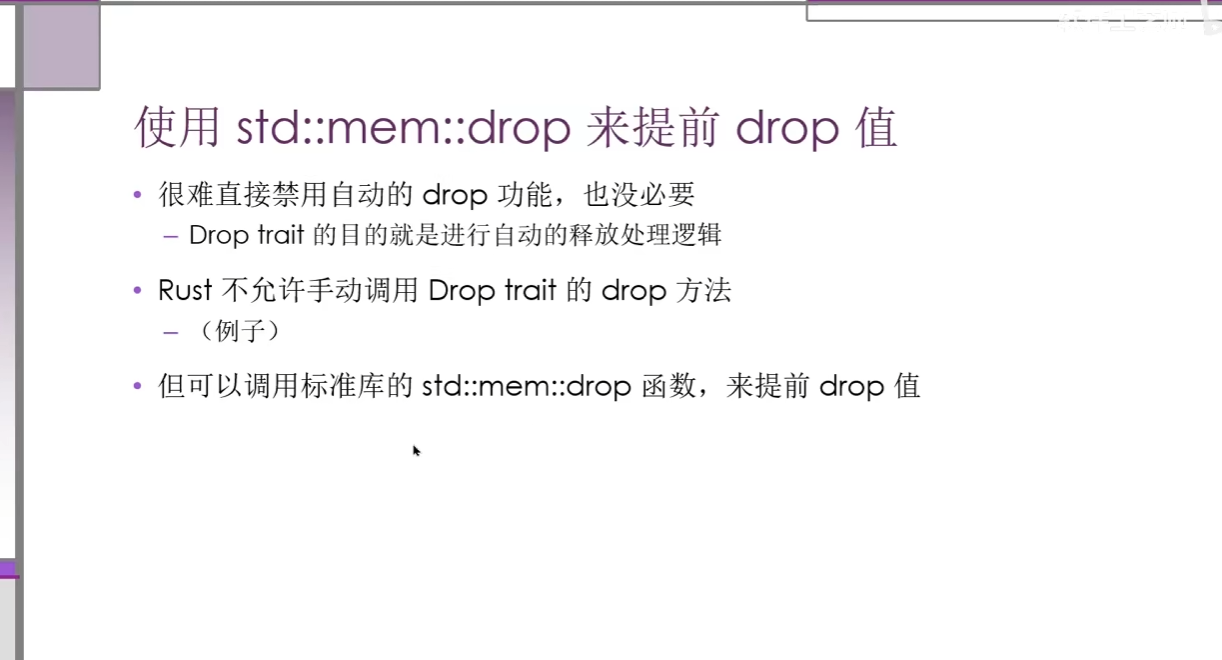 使用 std::mem::drop 来提前 drop 值
• 很难直接禁用自动的 drop 功能，也没必要
– Drop trait 的目的就是进行自动的释放处理逻辑
• Rust 不允许手动调用 Drop trait 的 drop 方法
– （例子）
• 但可以调用标准库的 std::mem::drop 函数，来提前 drop 值